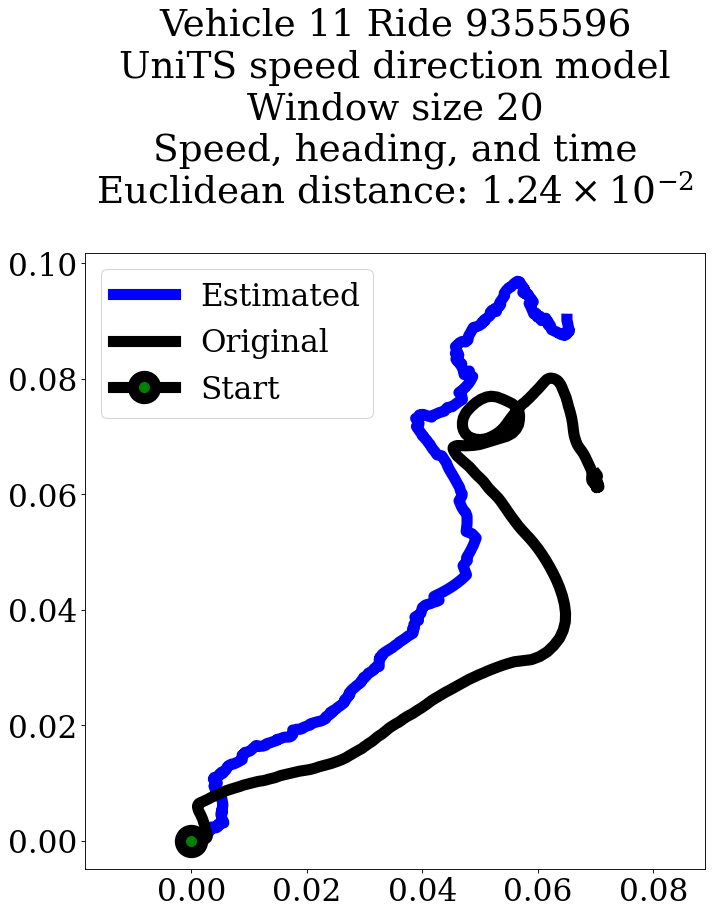 Vehicle 11 Ride 9355596
UniTS speed direction model
Window size 20
Speed, heading, and time
Euclidean distance: 1.24 × 10⁻²
0.10
0.08
0.06
0.04
0.02
0.00
Estimated
Original
Start
0.00 0.02 0.04 0.06 0.08